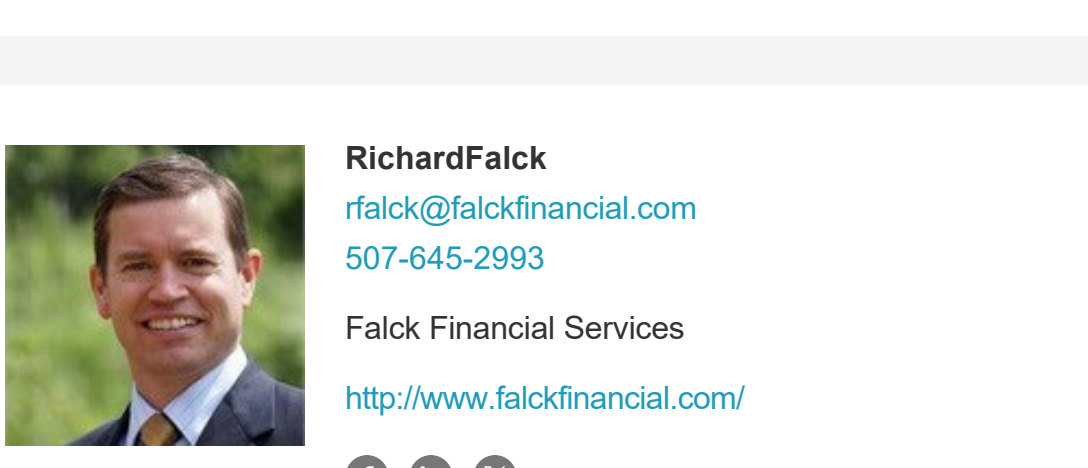 RichardFalck
rfalck@falckfinancial.com
507-645-2993
Falck Financial Services
http://www.falckfinancial.com/